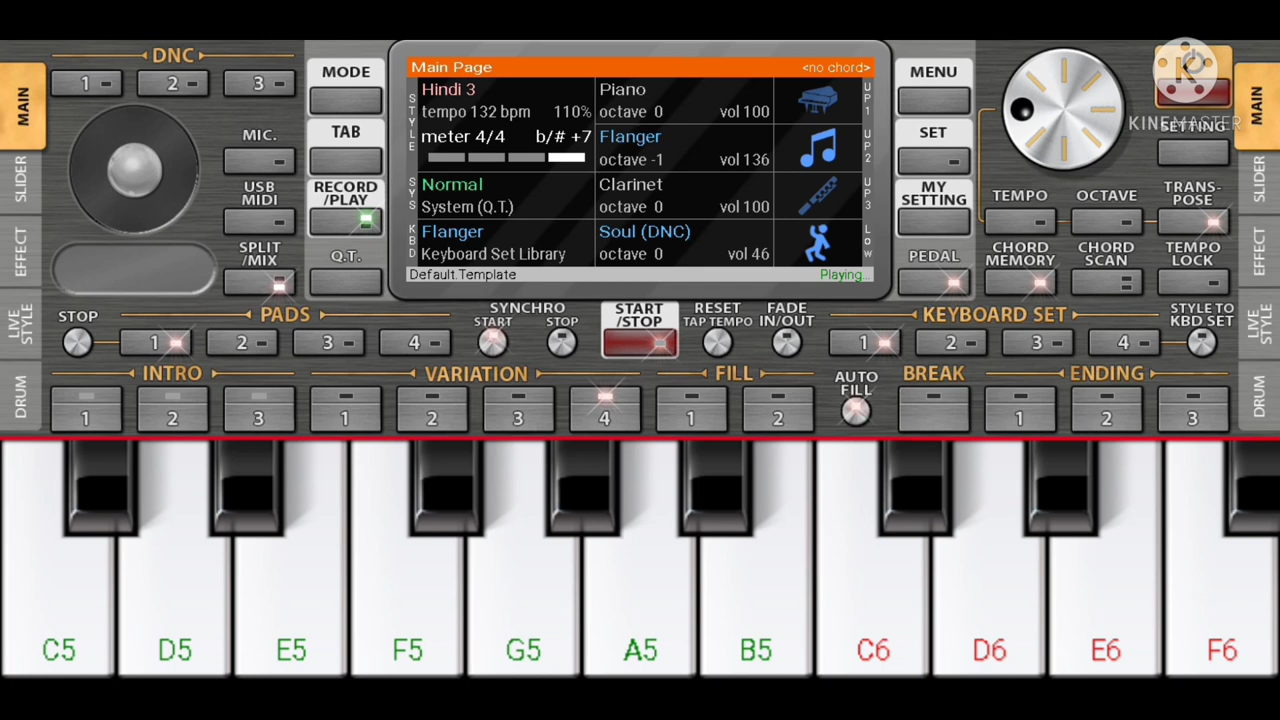 DNC
1
2
3
MODE
TAB
RECORD
/PLAY
Q.T.
MIC.
USB
MIDI
SPLIT
/MIX
MAIN
SLIDER
EFFECT
LIVE
STYLE
DRUM
Main Page
<no chord>
STYLE
Hindi 3
tempo 132 bpm 110%
meter 4/4 b/# +7
SYS
Normal
System (Q.T.)
KBD
Flanger
Keyboard Set Library
Piano
octave 0 vol 100
UP1
Flanger
octave -1 vol 136
UP2
Clarinet
octave 0 vol 100
UP3
Soul (DNC)
octave 0 vol 46
LOW
Default.Template
Playing...
MENU
SET
MY
SETTING
PEDAL
K
KINEMASTER
SETTING
TEMPO
OCTAVE
TRANS-
POSE
CHORD
MEMORY
CHORD
SCAN
TEMPO
LOCK
MAIN
SLIDER
EFFECT
LIVE
STYLE
DRUM
STOP
PADS
1
2
3
4
SYNCHRO
START
STOP
START
/STOP
RESET
TAP TEMPO
FADE
IN/OUT
KEYBOARD SET
1
2
3
4
STYLE TO
KBD SET
INTRO
1
2
3
VARIATION
1
2
3
4
FILL
1
2
AUTO
FILL
BREAK
ENDING
1
2
3
C5
D5
E5
F5
G5
A5
B5
C6
D6
E6
F6